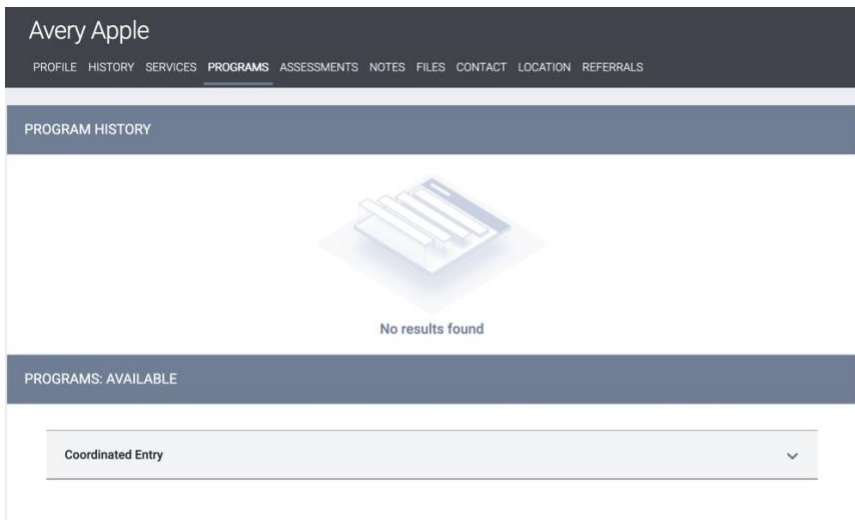 Avery Apple
PROFILE HISTORY SERVICES PROGRAMS ASSESSMENTS NOTES FILES CONTACT LOCATION REFERRALS
PROGRAM HISTORY
No results found
PROGRAMS: AVAILABLE
Coordinated Entry